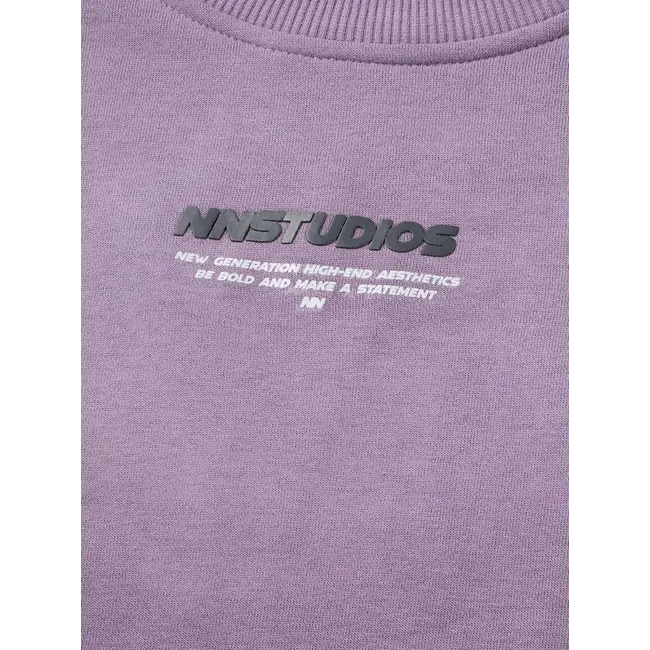 NNSTUDIOS
NEW GENERATION HIGH-END AESTHETICS
BE BOLD AND MAKE A STATEMENT
NN